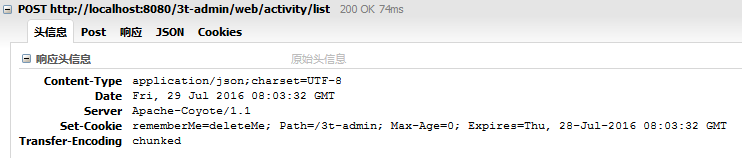 POST http://localhost:8080/3t-admin/web/activity/list 200 OK 74ms
头信息 Post 响应 JSON Cookies
响应头信息 原始头信息
Content-Type application/json;charset=UTF-8
Date Fri, 29 Jul 2016 08:03:32 GMT
Server Apache-Coyote/1.1
Set-Cookie rememberMe=deleteMe; Path=/3t-admin; Max-Age=0; Expires=Thu, 28-Jul-2016 08:03:32 GMT
Transfer-Encoding chunked